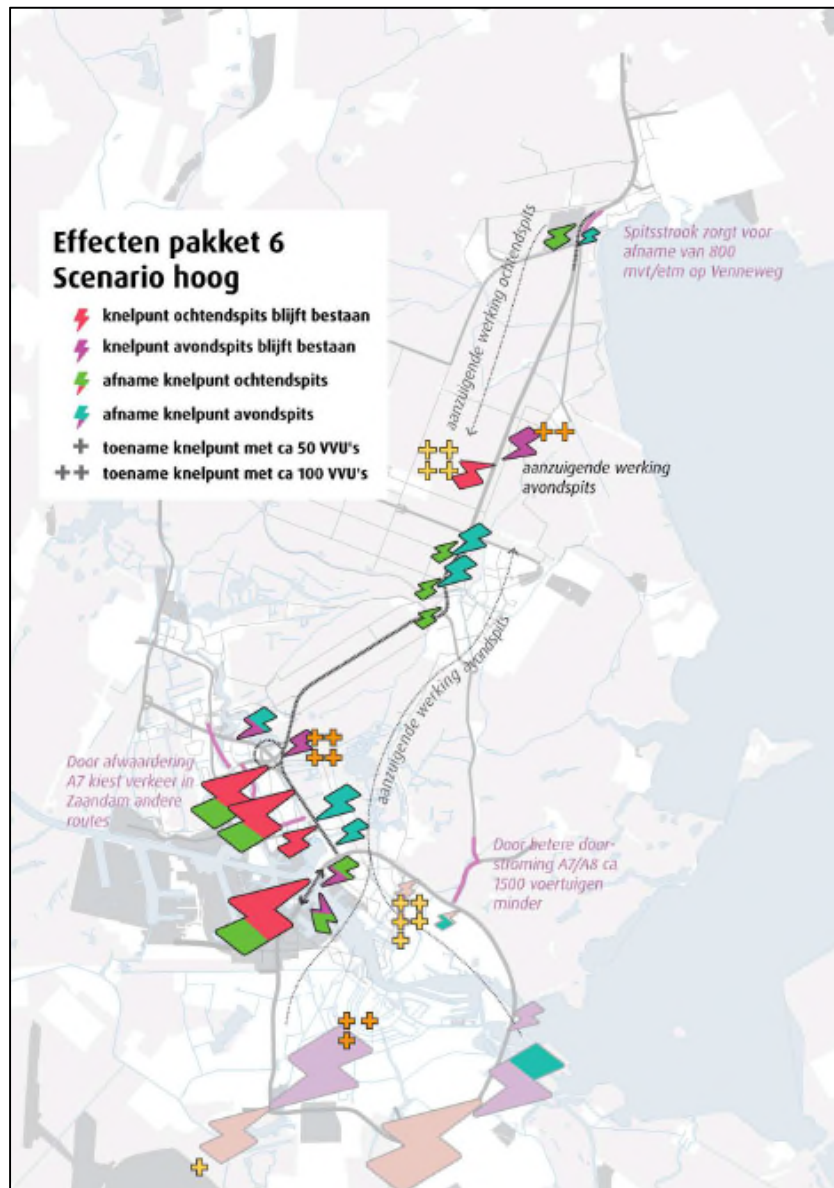 Effecten pakket 6
Scenario hoog
knelpunt ochtendspits blijft bestaan
knelpunt avondspits blijft bestaan
afname knelpunt ochtendspits
afname knelpunt avondspits
+ toename knelpunt met ca 50 VVU's
++ toename knelpunt met ca 100 VVU's
Spitsstrook zorgt voor
afname van 800
mvt/etm op Venneweg
aanzuigende werking ochtendspits
aanzuigende werking
avondspits
aanzuigende werking avondspits
Door afwaardering
A7 kiest verkeer in
Zaandam andere
routes
Door betere door-
stroming A7/A8 ca
1500 voertuigen
minder